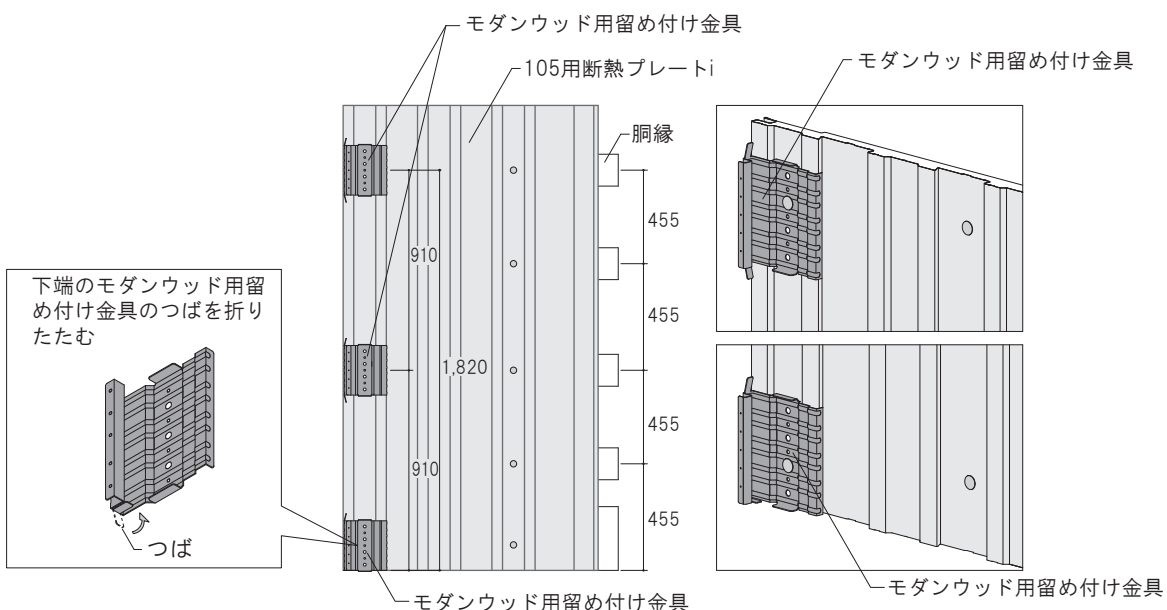 モダンウッド用留め付け金具
105用断熱プレートi
胴縁
455
455
455
455
910
1,820
910
下端のモダンウッド用留
め付け金具のつばを折り
たたむ
つば
モダンウッド用留め付け金具
モダンウッド用留め付け金具
モダンウッド用留め付け金具